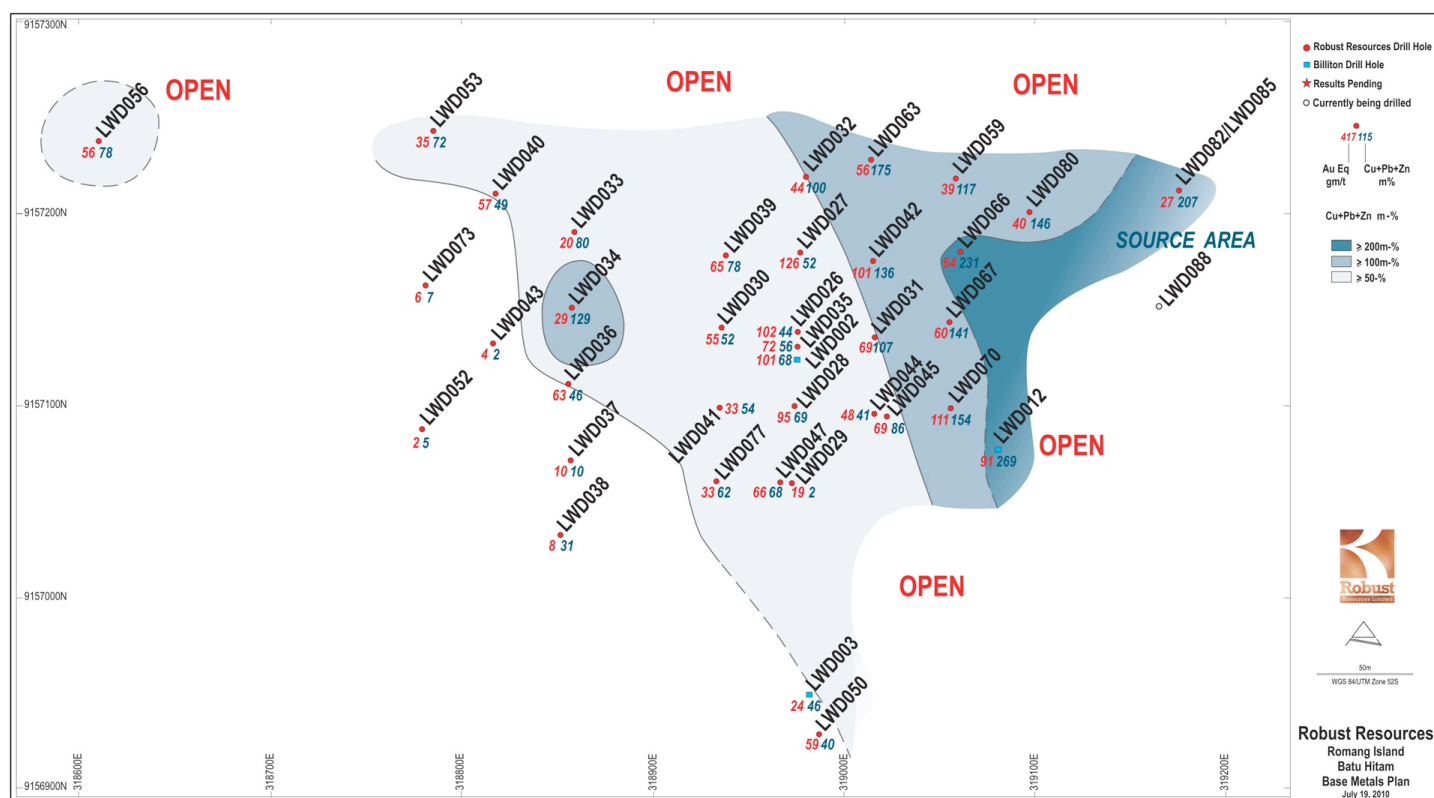 9157300N
9157200N
9157100N
9157000N
9156900N
318600E
318700E
318800E
318900E
319000E
319100E
319200E
OPEN
OPEN
OPEN
OPEN
OPEN
SOURCE AREA
LWD056
56 78
LWD053
35 72
LWD040
57 49
LWD033
20 80
LWD073
6 7
LWD034
29 129
LWD043
4 2
LWD036
63 46
LWD052
2 5
LWD037
10 10
LWD038
8 31
LWD032
44 100
LWD063
56 175
LWD059
39 117
LWD080
40 146
LWD082/LWD085
27 207
LWD039
65 78
LWD027
126 52
LWD042
101 136
LWD066
64 231
LWD088
LWD030
55 52
LWD026
102 44
LWD035
72 56
LWD002
101 68
LWD031
69 107
LWD067
60 141
LWD041
33 54
LWD028
95 69
LWD044
48 41
LWD045
69 86
LWD070
111 154
LWD012
91 269
LWD077
33 62
LWD047
66 68
LWD029
19 2
LWD003
24 46
LWD050
59 40
Robust Resources Drill Hole
Billiton Drill Hole
Results Pending
Currently being drilled
417 115
Au Eq Cu+Pb+Zn
gm/t m%
Cu+Pb+Zn m-%
≥ 200m-%
≥ 100m-%
≥ 50-%
Robust
Resources Limited
50m
WGS 84/UTM Zone 52S
Robust Resources
Romang Island
Batu Hitam
Base Metals Plan
July 19, 2010